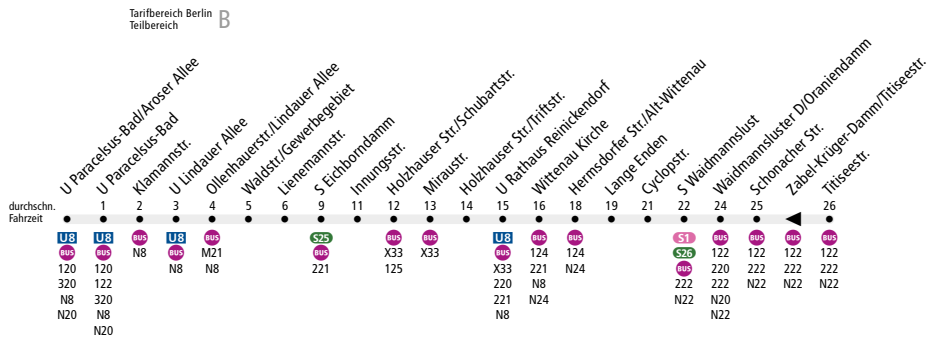 Tarifbereich Berlin
Teilbereich
B
U Paracelsus-Bad/Aroser Allee
U Paracelsus-Bad
Klamannstr.
U Lindauer Allee
Ollenhauerstr./Lindauer Allee
Waldstr./Gewerbegebiet
Lienemannstr.
S Eichborndamm
Innungsstr.
Holzhauser Str./Schubartstr.
Miraustr.
Holzhauser Str./Triftstr.
U Rathaus Reinickendorf
Wittenau Kirche
Hermsdorfer Str./Alt-Wittenau
Lange Enden
Cyclopstr.
S Waidmannslust
Waidmannsluster D/Oraniendamm
Schonacher Str.
Zabel-Krüger-Damm/Titiseestr.
Titiseestr.
durchschn. 1 2 3 4 5 6 9 11 12 13 14 15 16 18 19 21 22 24 25 26
Fahrzeit
U8 U8 BUS U8 BUS S25 BUS BUS U8 BUS BUS S1 BUS BUS BUS BUS
BUS BUS N8 BUS M21 BUS X33 X33 BUS 124 124 S26 122 122 122 122
120 120 N8 N8 221 125 X33 221 N24 BUS 220 222 222 222
320 122 220 N8 222 222 N22 N22 N22
N8 320 221 N24 N22 N20
N20 N8 N8 N22
N20